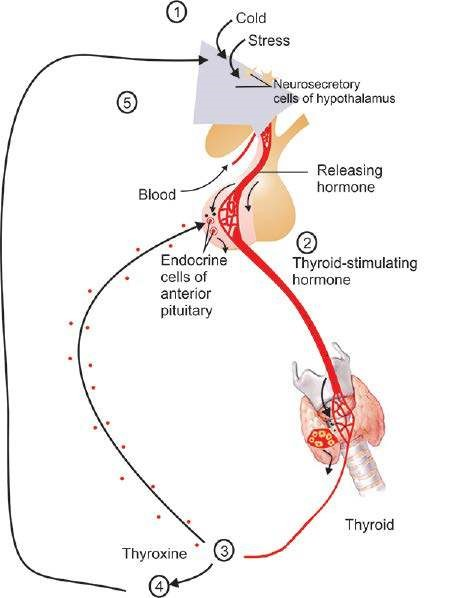 1
Cold
Stress
Neurosecretory
cells of hypothalamus
5
Releasing
hormone
Blood
2
Endocrine
cells of
anterior
pituitary
Thyroid-stimulating
hormone
Thyroid
Thyroxine
3
4